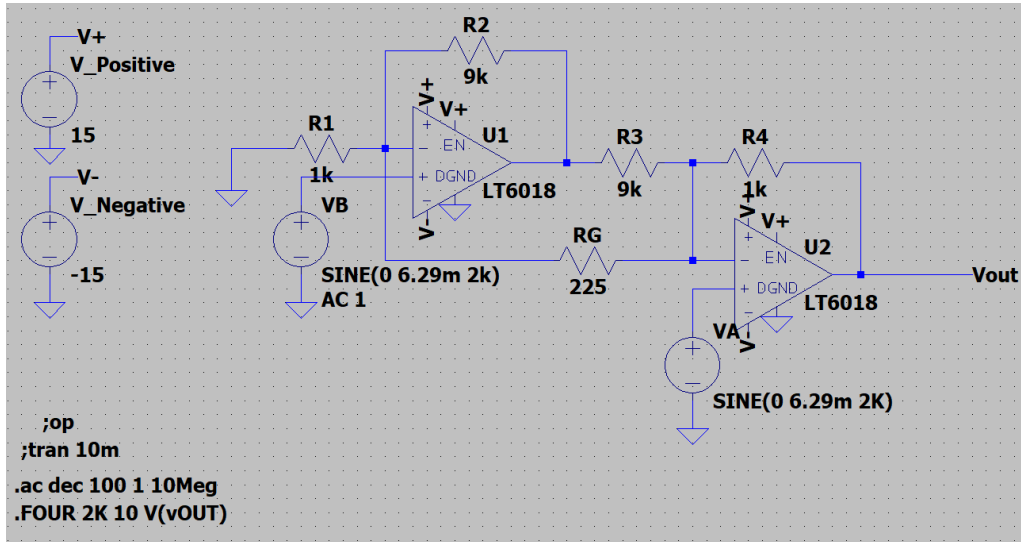 V+
V_Positive
15
V-
V_Negative
-15
R2
9k
R1
1k
V+
V+
EN
U1
DGND
LT6018
V-
VB
SINE(0 6.29m 2k)
AC 1
R3
9k
R4
1k
RG
225
V+
V+
EN
U2
DGND
LT6018
V-
Vout
VA
SINE(0 6.29m 2K)
;op
;tran 10m
.ac dec 100 1 10Meg
.FOUR 2K 10 V(vOUT)